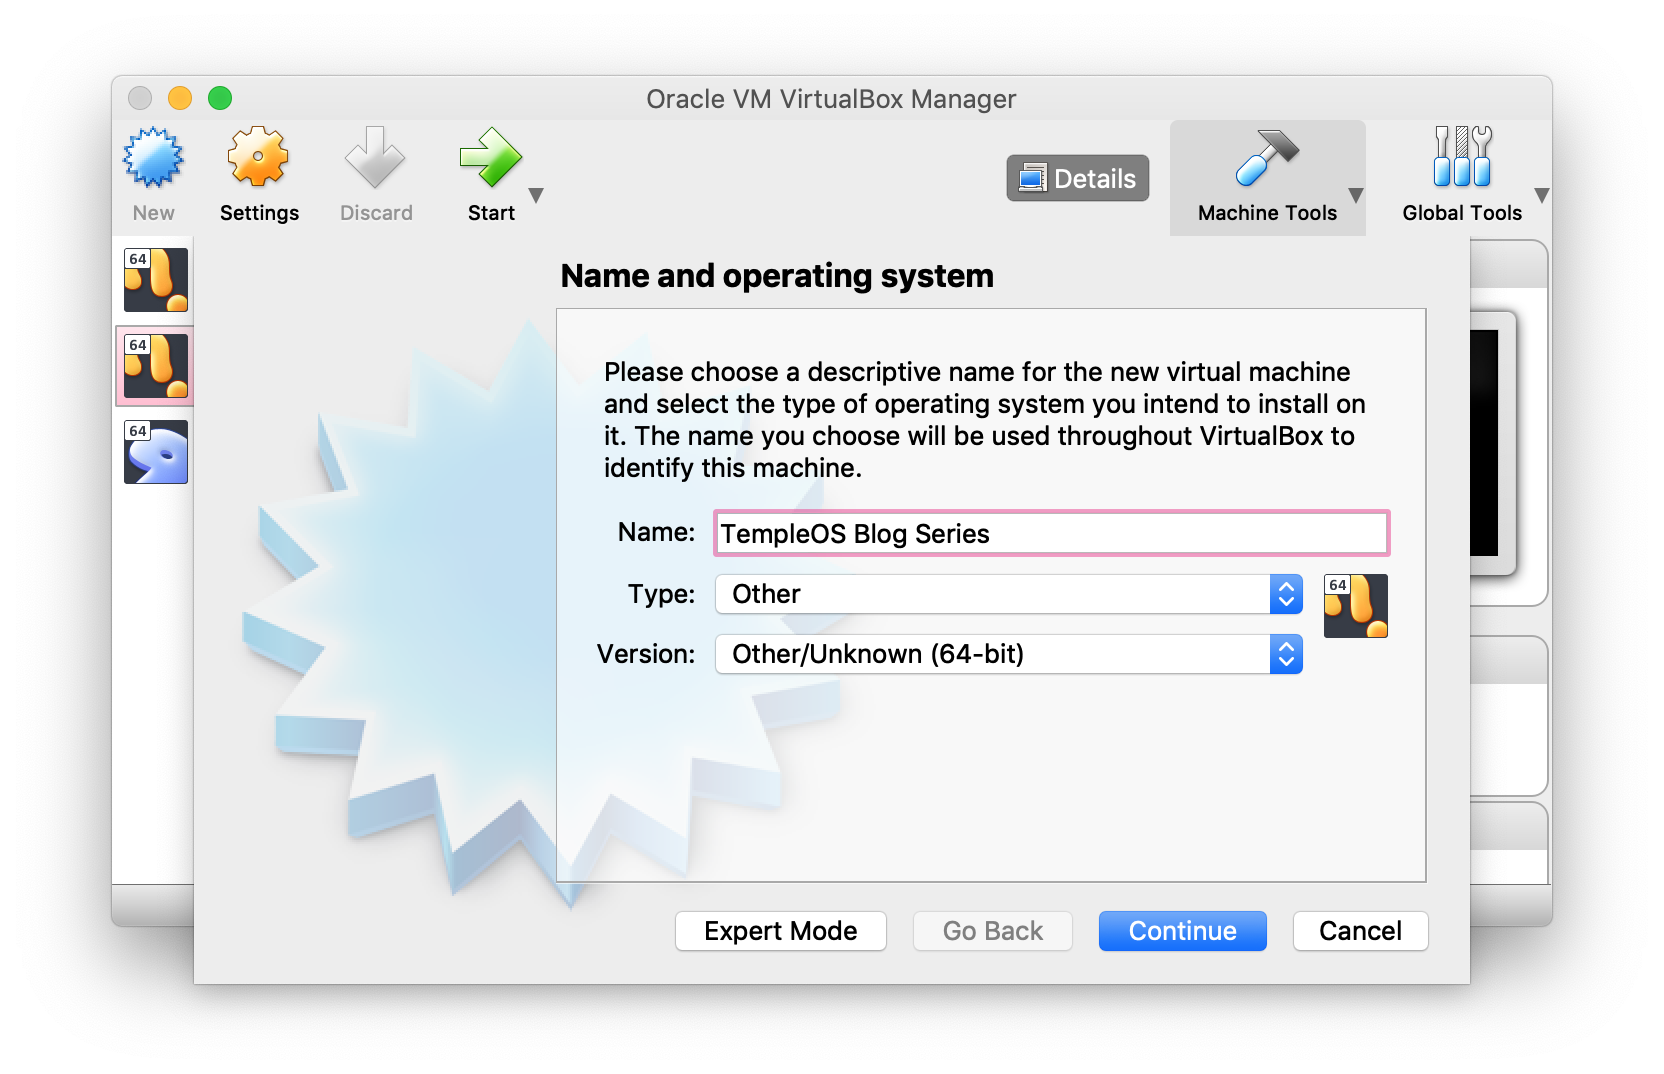 Oracle VM VirtualBox Manager
New
Settings
Discard
Start
Details
Machine Tools
Global Tools
64
64
64
Name and operating system
Please choose a descriptive name for the new virtual machine
and select the type of operating system you intend to install on
it. The name you choose will be used throughout VirtualBox to
identify this machine.
Name: TempleOS Blog Series
Type: Other
64
Version: Other/Unknown (64-bit)
Expert Mode
Go Back
Continue
Cancel